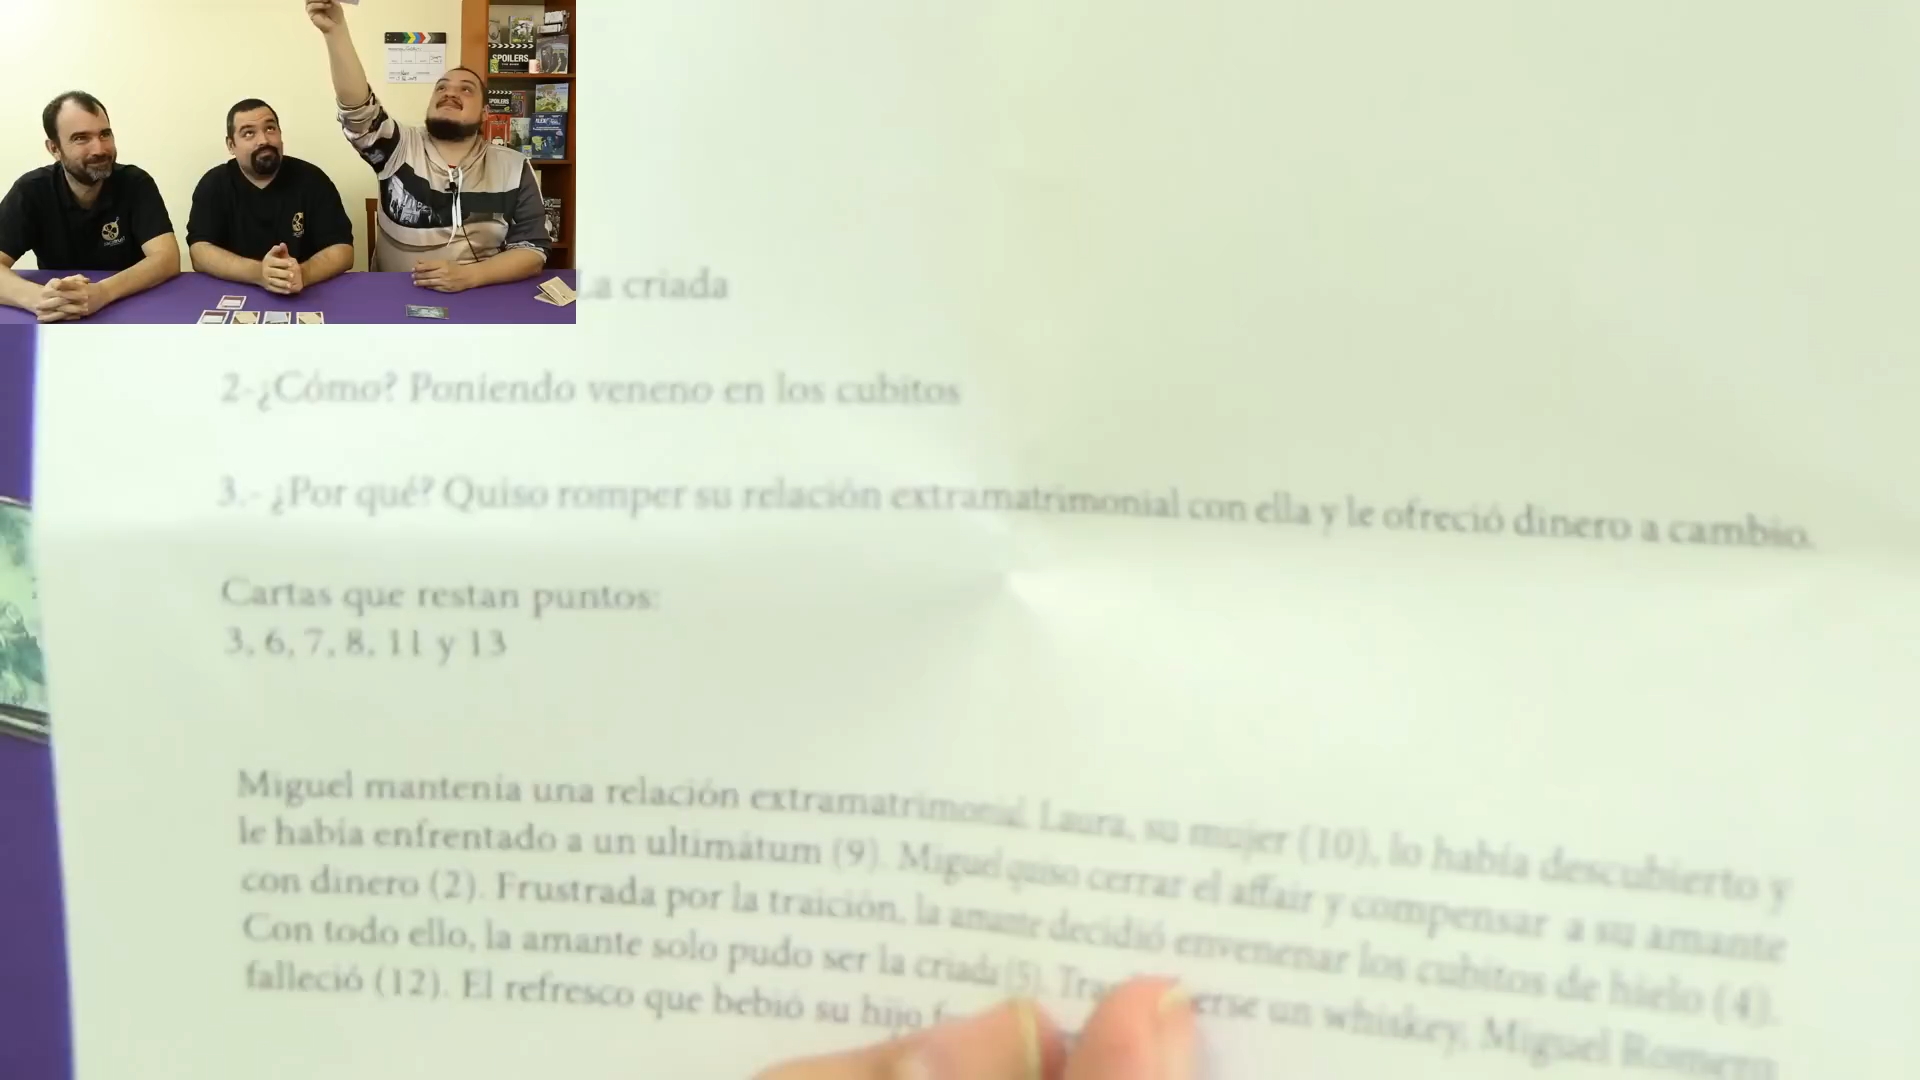 SPOILERS
SPOILERS
La criada
2-¿Cómo? Poniendo veneno en los cubitos
3.- ¿Por qué? Quiso romper su relación extramatrimonial con ella y le ofreció dinero a cambio.
Cartas que restan puntos:
3, 6, 7, 8, 11 y 13
Miguel mantenía una relación extramatrimonial. Laura, su mujer (10), lo había descubierto y
le había enfrentado a un ultimátum (9). Miguel quiso cerrar el affair y compensar a su amante
con dinero (2). Frustrada por la traición, la amante decidió envenenar los cubitos de hielo (4).
Con todo ello, la amante solo pudo ser la criada (5). un whiskey, Miguel Romero
falleció (12). El refresco que bebió su hijo